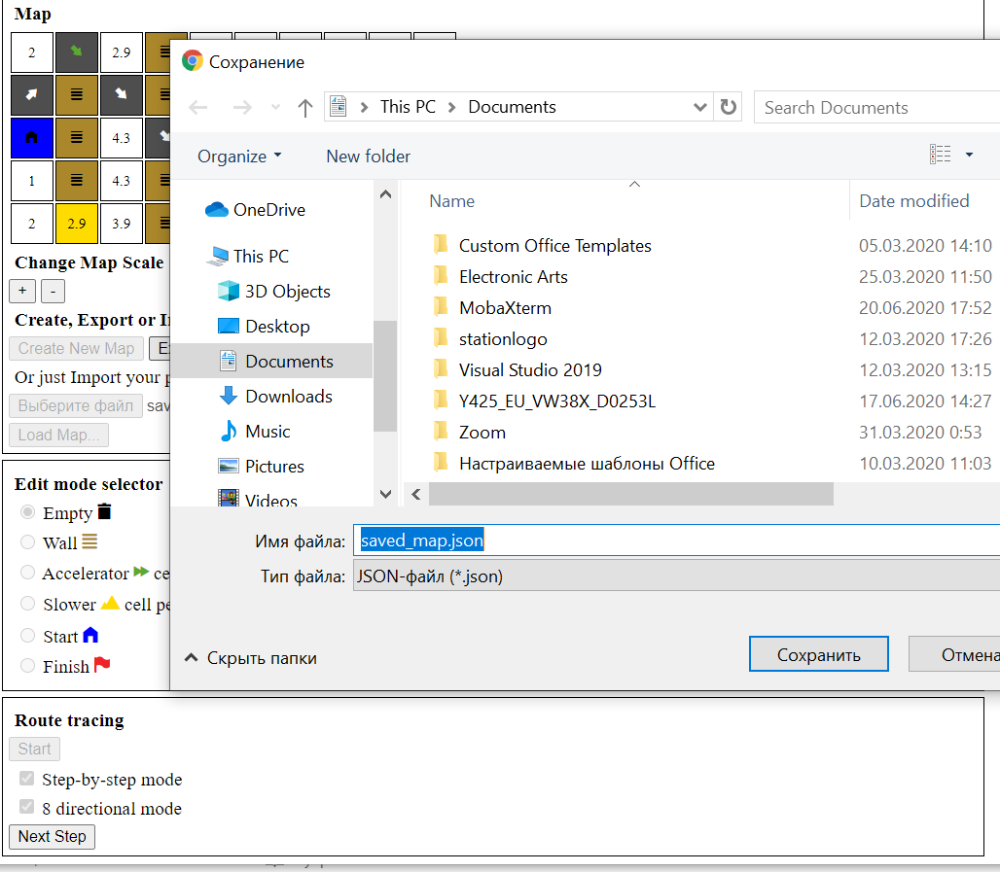 Map
2 2.9
Сохранение
This PC Documents
Search Documents
4.3
1 4.3
2 2.9 3.9
Organize
New folder
Name
Date modified
OneDrive
This PC
3D Objects
Desktop
Documents
Downloads
Music
Pictures
Videos
Custom Office Templates 05.03.2020 14:10
Electronic Arts 25.03.2020 11:50
MobaXterm 20.06.2020 17:52
stationlogo 12.03.2020 17:26
Visual Studio 2019 12.03.2020 13:15
Y425_EU_VW38X_D0253L 17.06.2020 14:27
Zoom 31.03.2020 0:53
Настраиваемые шаблоны Office 10.03.2020 11:03
Имя файла: saved_map.json
Тип файла: JSON-файл (*.json)
Скрыть папки
Сохранить
Отмена
Change Map Scale
+ -
Create, Export or I
Create New Map E
Or just Import your p
Выберите файл sav
Load Map...
Edit mode selector
Empty
Wall
Accelerator ce
Slower cell pe
Start
Finish
Route tracing
Start
Step-by-step mode
8 directional mode
Next Step